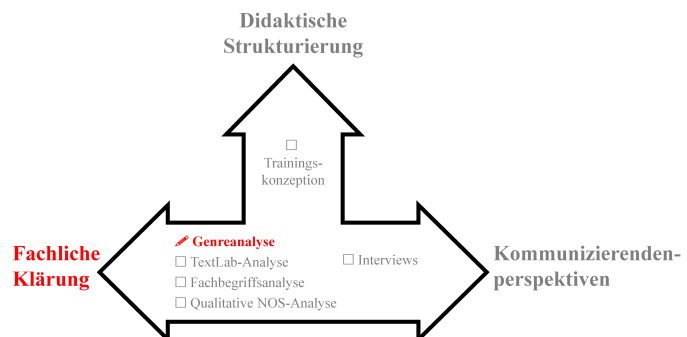 Didaktische
Strukturierung
☐
Trainings-
konzeption
Fachliche
Klärung
Genreanalyse
☐ TextLab-Analyse
☐ Fachbegriffsanalyse
☐ Qualitative NOS-Analyse
☐ Interviews
Kommunizierenden-
perspektiven